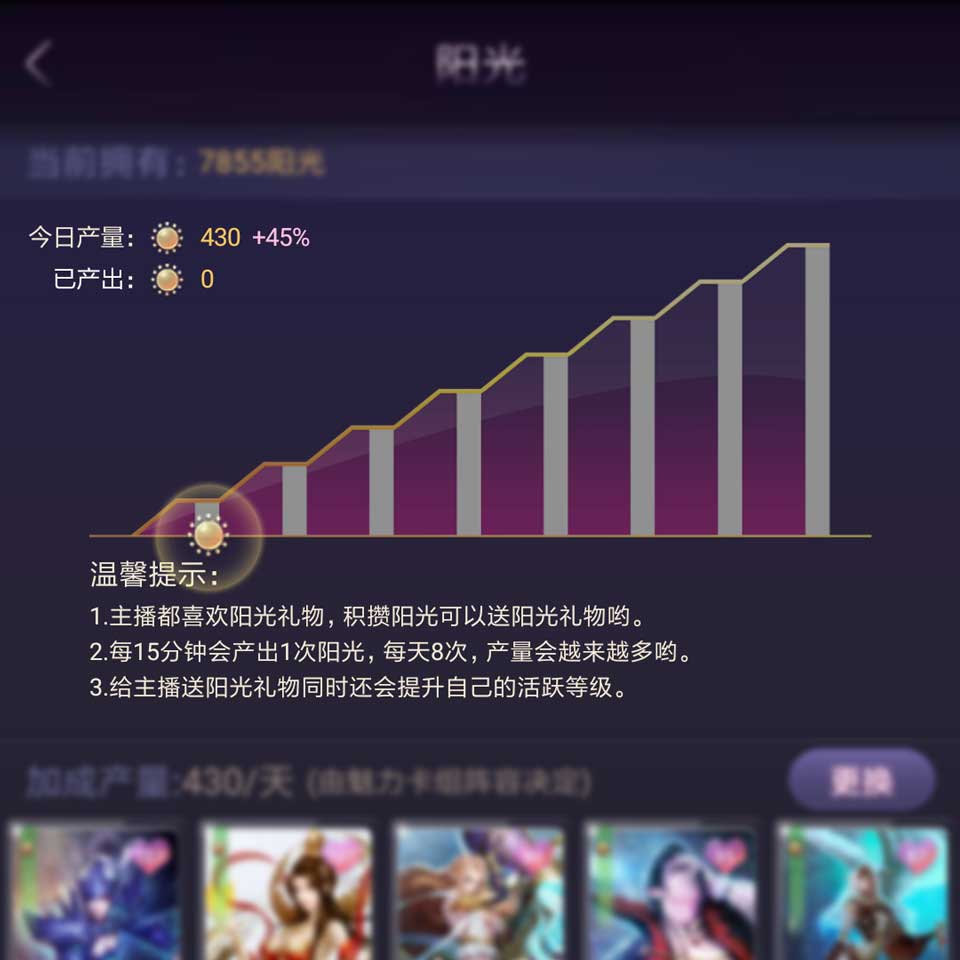 阳光
当前拥有：7855阳光
今日产量： 430 +45%
已产出： 0
温馨提示：
1.主播都喜欢阳光礼物，积攒阳光可以送阳光礼物哟。
2.每15分钟会产出1次阳光，每天8次，产量会越来越多哟。
3.给主播送阳光礼物同时还会提升自己的活跃等级。
加成产量:430/天 (由魅力卡组阵容决定)
更换